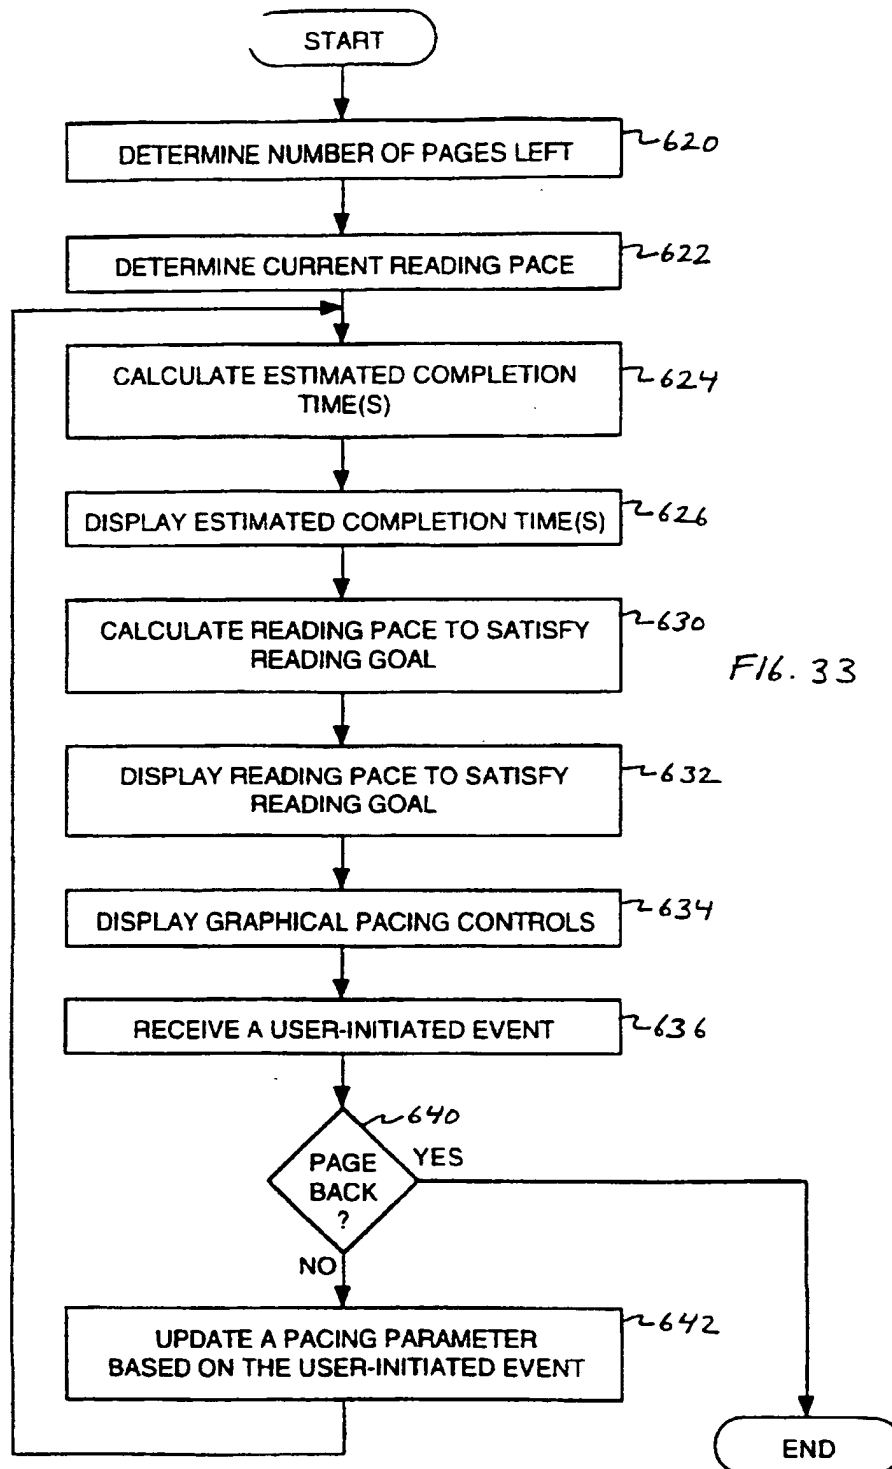 START
DETERMINE NUMBER OF PAGES LEFT 620
DETERMINE CURRENT READING PACE 622
CALCULATE ESTIMATED COMPLETION
TIME(S)
624
DISPLAY ESTIMATED COMPLETION TIME(S) 626
CALCULATE READING PACE TO SATISFY
READING GOAL
630
FIG. 33
DISPLAY READING PACE TO SATISFY
READING GOAL
632
DISPLAY GRAPHICAL PACING CONTROLS 634
RECEIVE A USER-INITIATED EVENT 636
640
PAGE
BACK
?
YES
NO
UPDATE A PACING PARAMETER
BASED ON THE USER-INITIATED EVENT
642
END